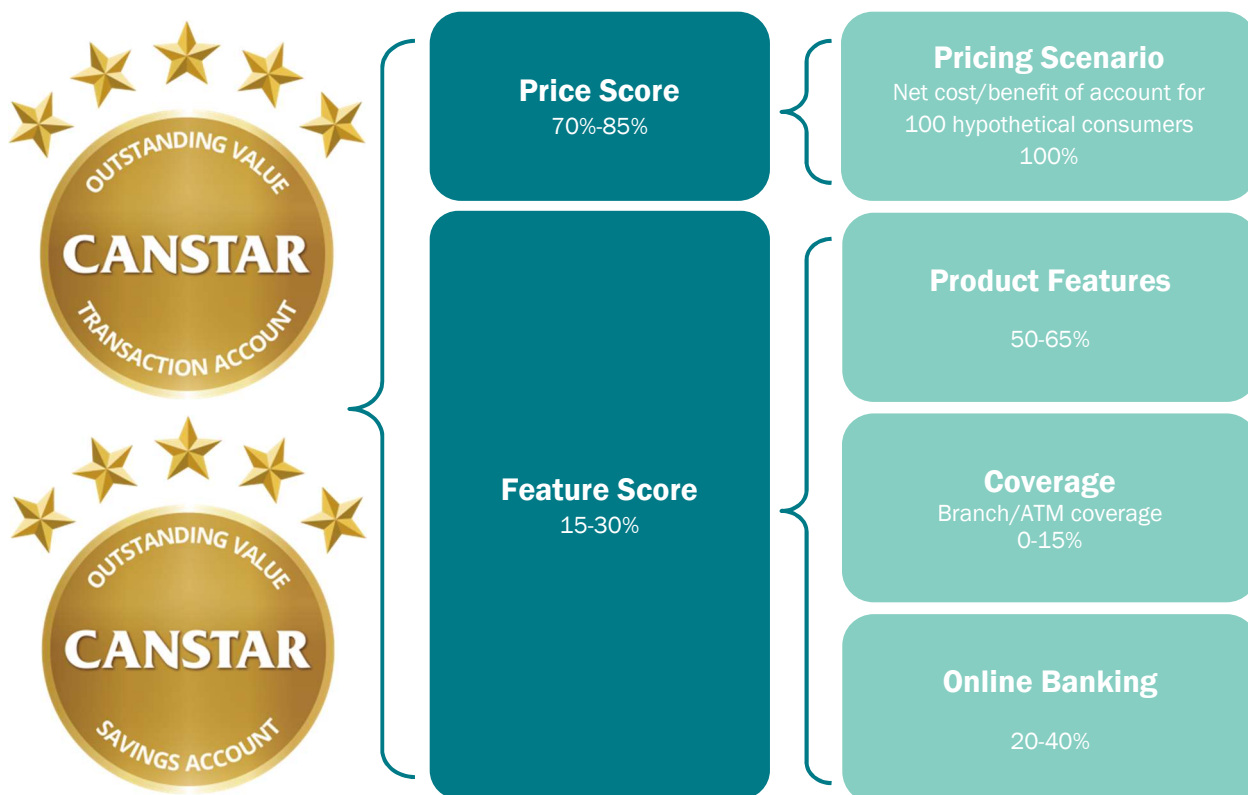 OUTSTANDING VALUE
CANSTAR
TRANSACTION ACCOUNT
OUTSTANDING VALUE
CANSTAR
SAVINGS ACCOUNT
Price Score
70%-85%
Feature Score
15-30%
Pricing Scenario
Net cost/benefit of account for
100 hypothetical consumers
100%
Product Features
50-65%
Coverage
Branch/ATM coverage
0-15%
Online Banking
20-40%